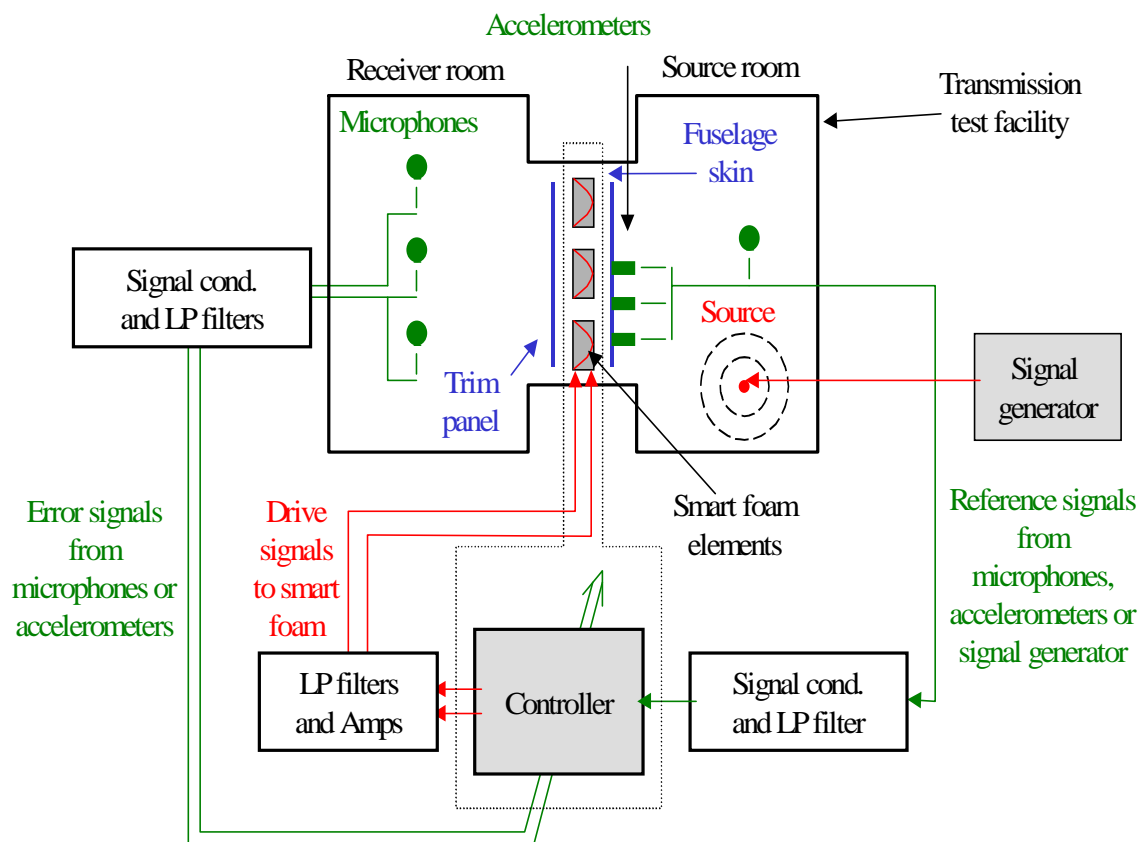 Accelerometers
Receiver room
Source room
Transmission
test facility
Microphones
Fuselage
skin
Signal cond.
and LP filters
Source
Trim
panel
Signal
generator
Smart foam
elements
Error signals
from
microphones or
accelerometers
Drive
signals
to smart
foam
Reference signals
from
microphones,
accelerometers or
signal generator
LP filters
and Amps
Controller
Signal cond.
and LP filter